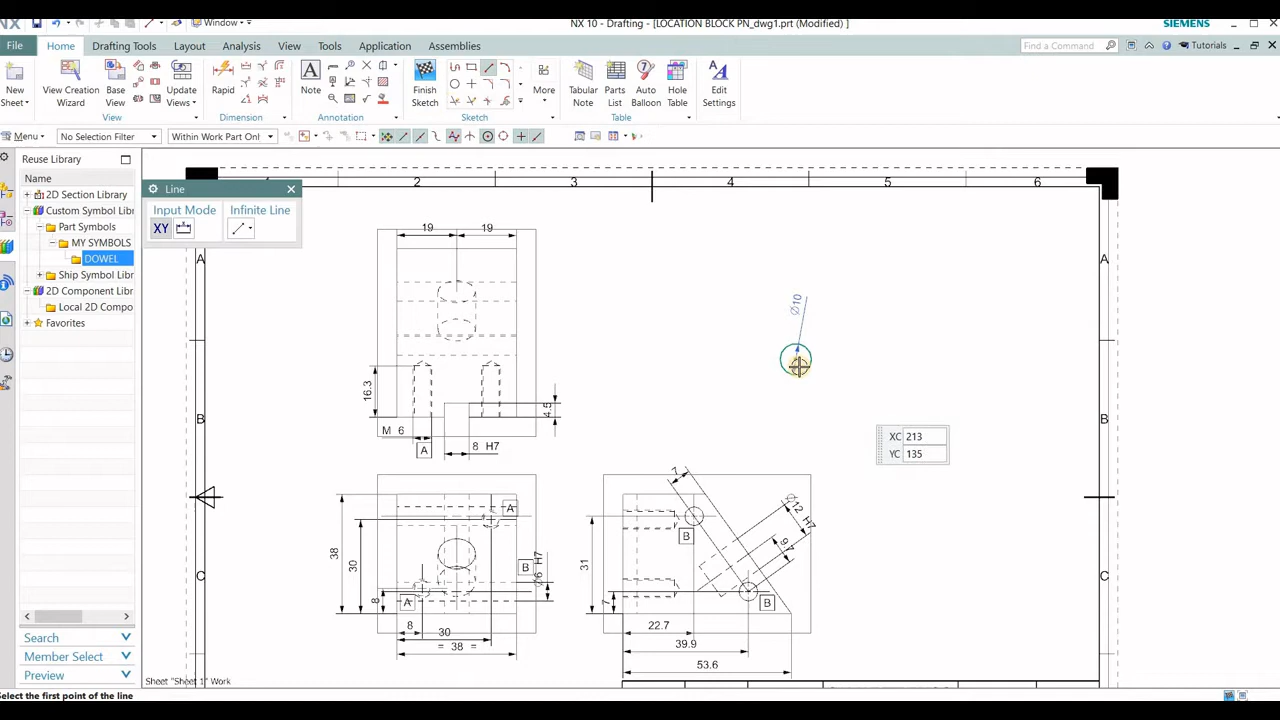 NX
Window
NX 10 - Drafting - [LOCATION BLOCK PN_dwg1.prt (Modified) ]
SIEMENS
File Home Drafting Tools Layout Analysis View Tools Application Assemblies
Find a Command
Tutorials
New Sheet
View Creation Wizard
Base View
Update Views
Rapid
Note
Finish Sketch
More
Tabular Note
Parts List
Auto Balloon
Hole Table
Edit Settings
View
Dimension
Annotation
Sketch
Table
Menu
No Selection Filter
Within Work Part Onl
Reuse Library
Name
2D Section Library
Custom Symbol Libr
Part Symbols
MY SYMBOLS
DOWEL
Ship Symbol Libr
2D Component Libr
Local 2D Compo
Favorites
Search
Member Select
Preview
Line
Input Mode
Infinite Line
XY
2 3 4 5 6
A
B
C
A
B
C
19 19
16.3
M 6
A
8 H7
4.5
Ø10
XC 213
YC 135
38
30
8
A
A
B
Ø6 H7
8
30
= 38 =
31
7
7
B
B
Ø12 H7
9.7
22.7
39.9
53.6
Sheet "Sheet 1" Work
Select the first point of the line